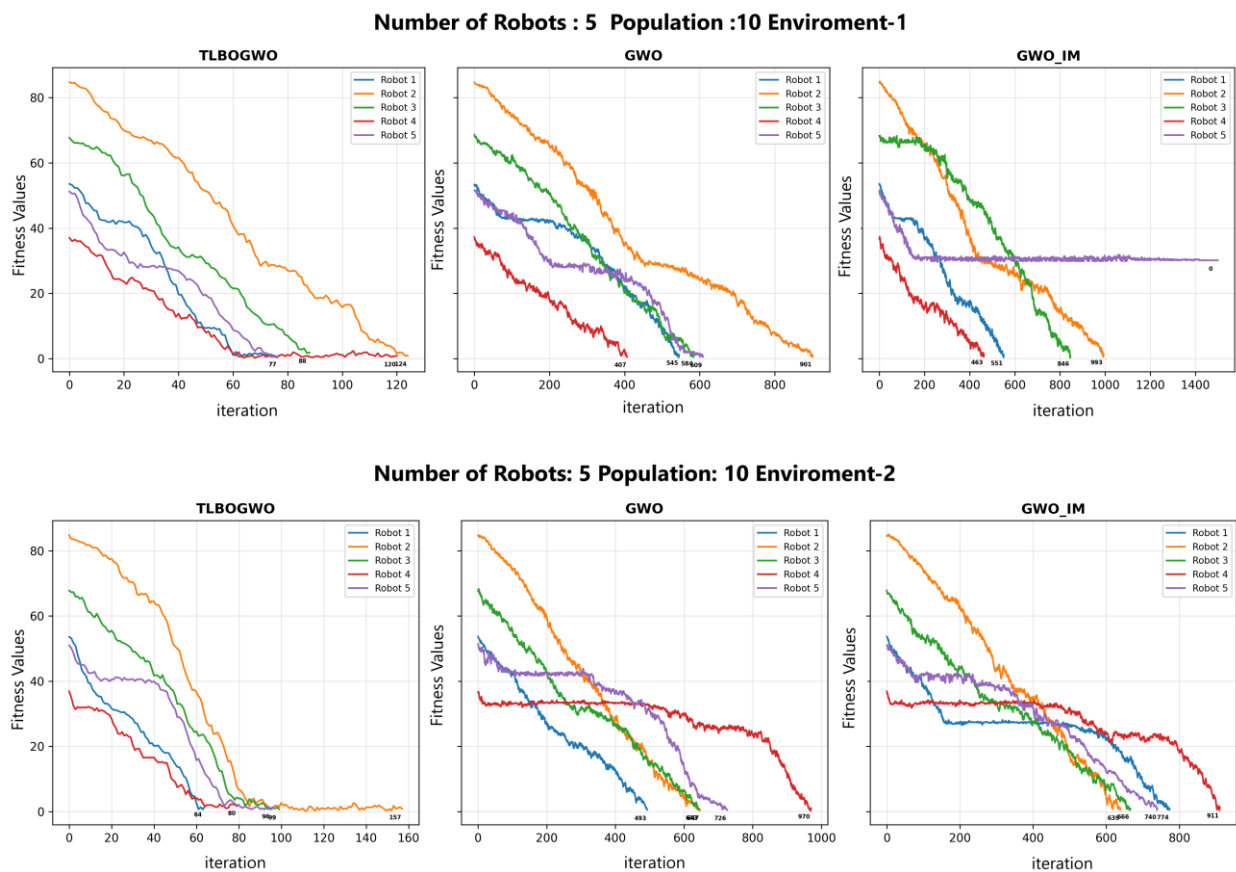 Number of Robots : 5 Population :10 Enviroment-1
TLBOGWO
Fitness Values
80
60
40
20
0
Robot 1
Robot 2
Robot 3
Robot 4
Robot 5
77
88
120
124
0 20 40 60 80 100 120
iteration
GWO
Fitness Values
Robot 1
Robot 2
Robot 3
Robot 4
Robot 5
407
545
609
901
0 200 400 600 800
iteration
GWO_IM
Fitness Values
Robot 1
Robot 2
Robot 3
Robot 4
Robot 5
0
463
551
846
993
0 200 400 600 800 1000 1200 1400
iteration
Number of Robots: 5 Population: 10 Enviroment-2
TLBOGWO
Fitness Values
80
60
40
20
0
Robot 1
Robot 2
Robot 3
Robot 4
Robot 5
64
80
99
157
0 20 40 60 80 100 120 140 160
iteration
GWO
Fitness Values
Robot 1
Robot 2
Robot 3
Robot 4
Robot 5
493
726
970
0 200 400 600 800 1000
iteration
GWO_IM
Fitness Values
Robot 1
Robot 2
Robot 3
Robot 4
Robot 5
639
666
740
774
911
0 200 400 600 800
iteration